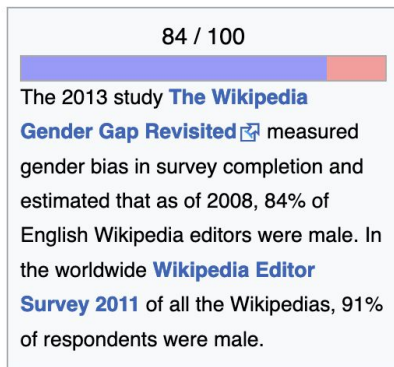 84 / 100
The 2013 study The Wikipedia
Gender Gap Revisited measured
gender bias in survey completion and
estimated that as of 2008, 84% of
English Wikipedia editors were male. In
the worldwide Wikipedia Editor
Survey 2011 of all the Wikipedias, 91%
of respondents were male.